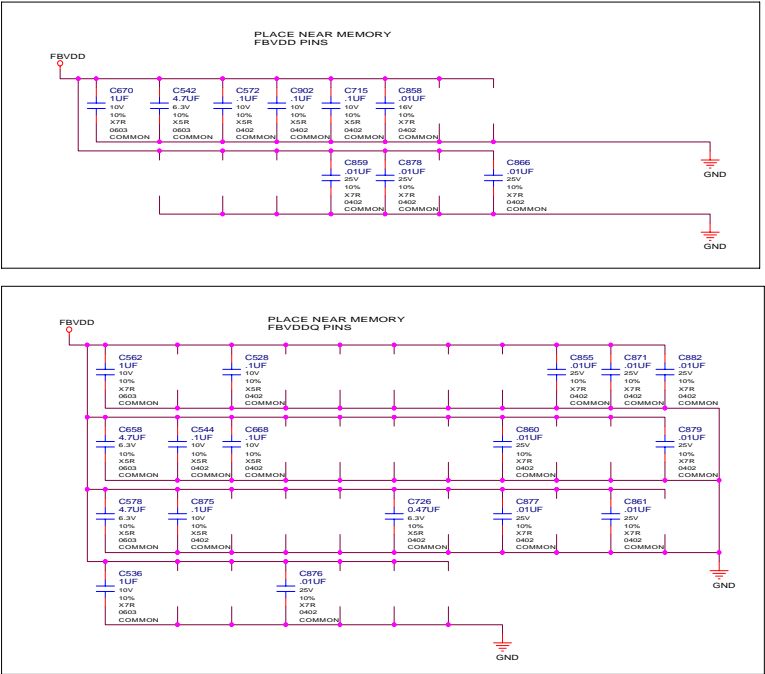 PLACE NEAR MEMORY
FBVDD PINS
FBVDD
C670
1UF
10V
10%
X7R
0603
COMMON
C542
4.7UF
6.3V
10%
X5R
0603
COMMON
C572
.1UF
10V
10%
X5R
0402
COMMON
C902
.1UF
10V
10%
X5R
0402
COMMON
C715
.1UF
10V
10%
X5R
0402
COMMON
C858
.01UF
16V
10%
X7R
0402
COMMON
GND
C859
.01UF
25V
10%
X7R
0402
COMMON
C878
.01UF
25V
10%
X7R
0402
COMMON
C866
.01UF
25V
10%
X7R
0402
COMMON
GND
PLACE NEAR MEMORY
FBVDDQ PINS
FBVDD
C562
1UF
10V
10%
X7R
0603
COMMON
C528
.1UF
10V
10%
X5R
0402
COMMON
C855
.01UF
25V
10%
X7R
0402
COMMON
C871
.01UF
25V
10%
X7R
0402
COMMON
C882
.01UF
25V
10%
X7R
0402
COMMON
C658
4.7UF
6.3V
10%
X5R
0603
COMMON
C544
.1UF
10V
10%
X5R
0402
COMMON
C668
.1UF
10V
10%
X5R
0402
COMMON
C860
.01UF
25V
10%
X7R
0402
COMMON
C879
.01UF
25V
10%
X7R
0402
COMMON
C578
4.7UF
6.3V
10%
X5R
0603
COMMON
C875
.1UF
10V
10%
X5R
0402
COMMON
C726
0.47UF
6.3V
10%
X5R
0402
COMMON
C877
.01UF
25V
10%
X7R
0402
COMMON
C861
.01UF
25V
10%
X7R
0402
COMMON
GND
C536
1UF
10V
10%
X7R
0603
COMMON
C876
.01UF
25V
10%
X7R
0402
COMMON
GND